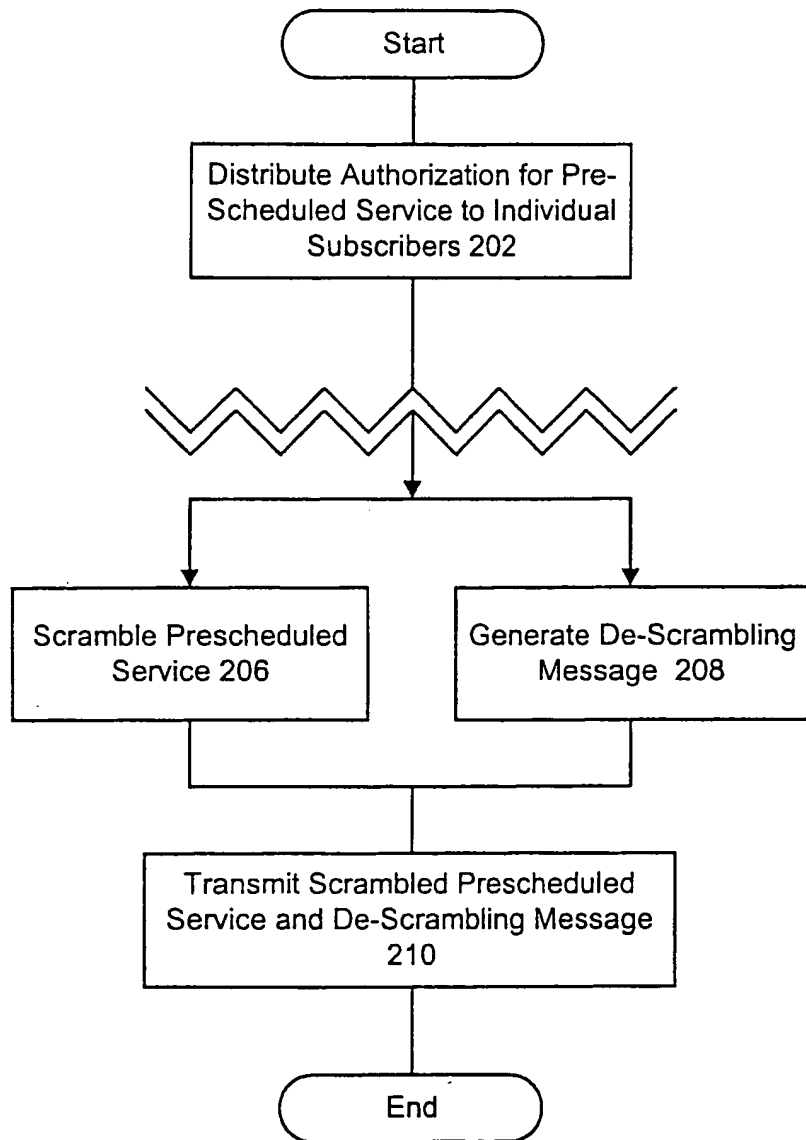 Start
Distribute Authorization for Pre-
Scheduled Service to Individual
Subscribers 202
Scramble Prescheduled
Service 206
Generate De-Scrambling
Message 208
Transmit Scrambled Prescheduled
Service and De-Scrambling Message
210
End